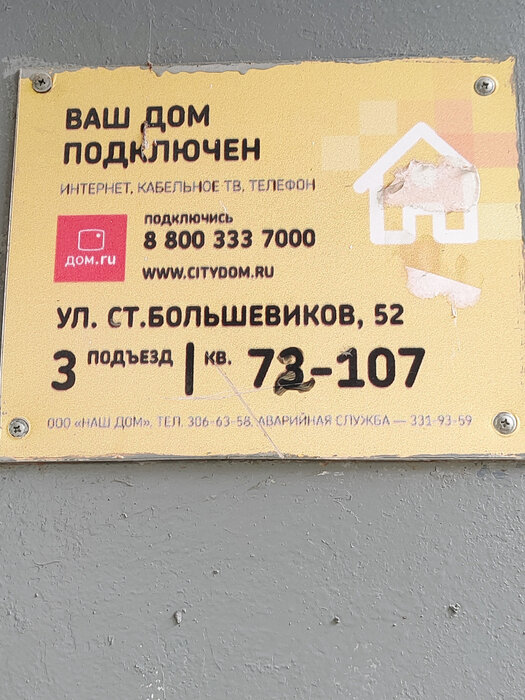 ВАШ ДОМ
ПОДКЛЮЧЕН
ИНТЕРНЕТ, КАБЕЛЬНОЕ ТВ, ТЕЛЕФОН
ПОДКЛЮЧИСЬ
8 800 333 7000
ДОМ.ru
WWW.CITYDOM.RU
УЛ. СТ.БОЛЬШЕВИКОВ, 52
3 ПОДЪЕЗД | КВ. 73-107
ООО «НАШ ДОМ». ТЕЛ. 306-63-58. АВАРИЙНАЯ СЛУЖБА — 331-93-59